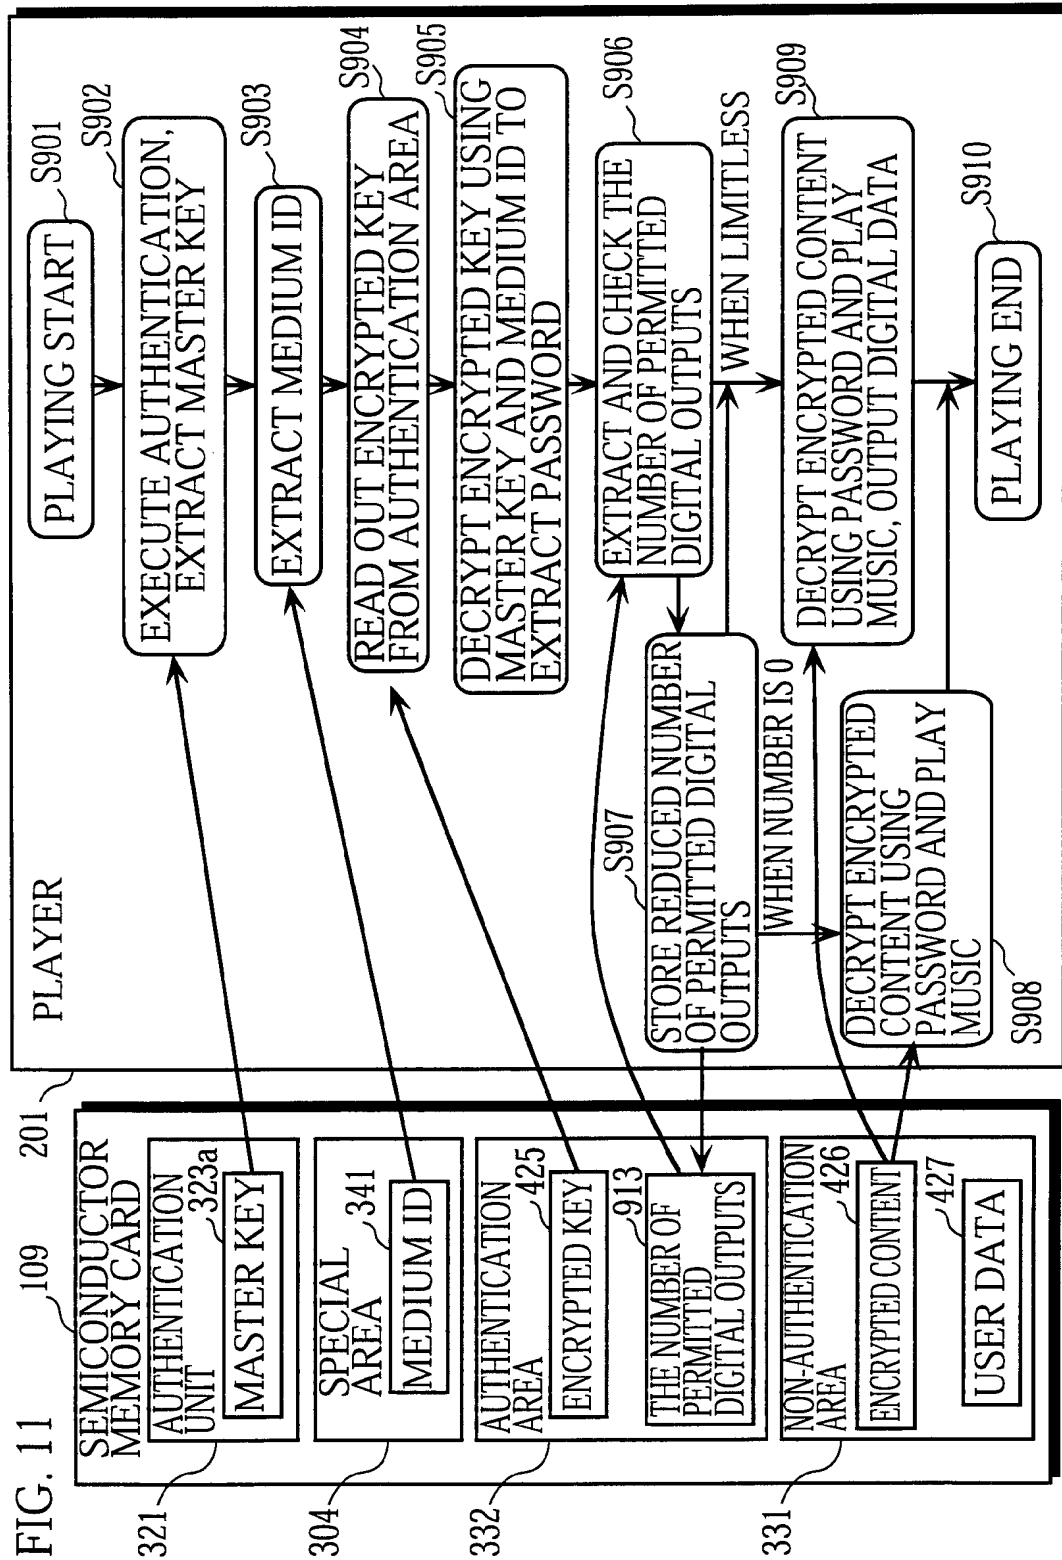 FIG. 11
109
201
SEMICONDUCTOR
MEMORY CARD
321
AUTHENTICATION
UNIT
323a
MASTER KEY
304
SPECIAL
AREA
341
MEDIUM ID
332
AUTHENTICATION
AREA
425
ENCRYPTED KEY
913
THE NUMBER OF
PERMITTED
DIGITAL OUTPUTS
331
NON-AUTHENTICATION
AREA
426
ENCRYPTED CONTENT
427
USER DATA
PLAYER
PLAYING START
S901
EXECUTE AUTHENTICATION,
EXTRACT MASTER KEY
S902
EXTRACT MEDIUM ID
S903
READ OUT ENCRYPTED KEY
FROM AUTHENTICATION AREA
S904
DECRYPT ENCRYPTED KEY USING
MASTER KEY AND MEDIUM ID TO
EXTRACT PASSWORD
S905
EXTRACT AND CHECK THE
NUMBER OF PERMITTED
DIGITAL OUTPUTS
S906
STORE REDUCED NUMBER
OF PERMITTED DIGITAL
OUTPUTS
S907
WHEN LIMITLESS
WHEN NUMBER IS 0
DECRYPT ENCRYPTED
CONTENT USING
PASSWORD AND PLAY
MUSIC
S908
DECRYPT ENCRYPTED CONTENT
USING PASSWORD AND PLAY
MUSIC, OUTPUT DIGITAL DATA
S909
PLAYING END
S910